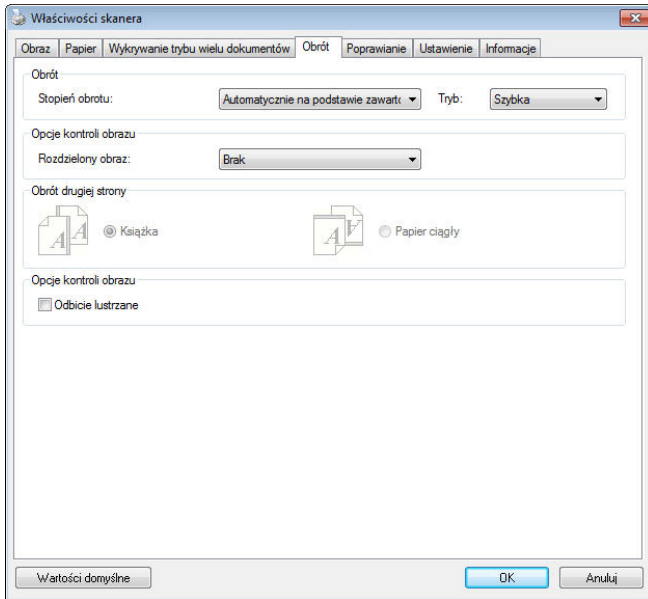 Właściwości skanera
Obraz Papier Wykrywanie trybu wielu dokumentów Obrót Poprawianie Ustawienie Informacje
Obrót
Stopień obrotu: Automatycznie na podstawie zawartc Tryb: Szybka
Opcje kontroli obrazu
Rozdzielony obraz: Brak
Obrót drugiej strony
Książka Papier ciągły
Opcje kontroli obrazu
Odbicie lustrzane
Wartości domyślne OK Anuluj